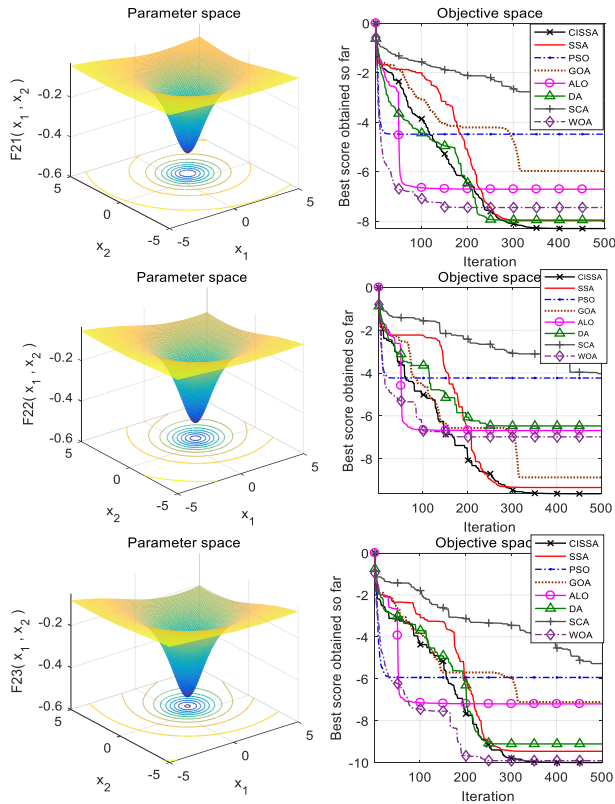 Parameter space
F21( x1 , x2 )
-0.2
-0.4
-0.6
5
0
-5
x2
-5
0
5
x1
Objective space
Best score obtained so far
0
-2
-4
-6
-8
100
200
300
400
500
Iteration
CISSA
SSA
PSO
GOA
ALO
DA
SCA
WOA
Parameter space
F22( x1 , x2 )
-0.2
-0.4
-0.6
5
0
-5
x2
-5
0
5
x1
Objective space
Best score obtained so far
0
-2
-4
-6
-8
100
200
300
400
500
Iteration
CISSA
SSA
PSO
GOA
ALO
DA
SCA
WOA
Parameter space
F23( x1 , x2 )
-0.2
-0.4
-0.6
5
0
-5
x2
-5
0
5
x1
Objective space
Best score obtained so far
0
-2
-4
-6
-8
-10
100
200
300
400
500
Iteration
CISSA
SSA
PSO
GOA
ALO
DA
SCA
WOA